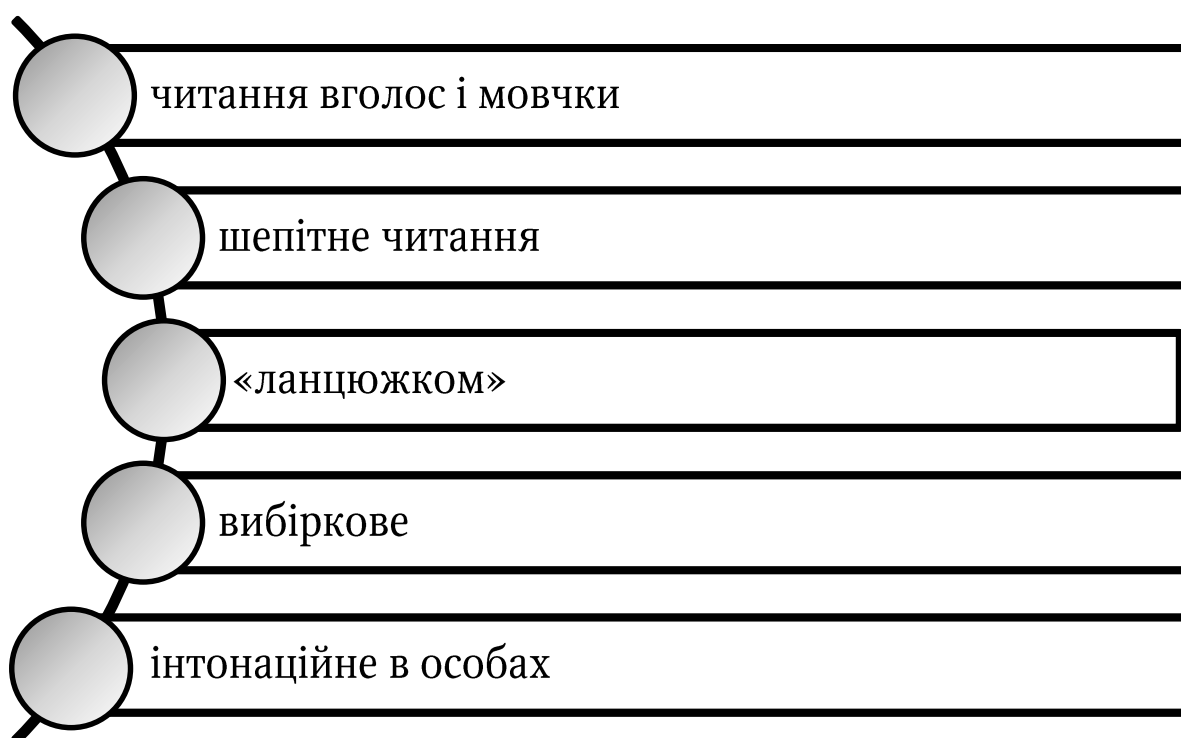 читання вголос і мовчки
шепітне читання
«ланцюжком»
вибіркове
інтонаційне в особах